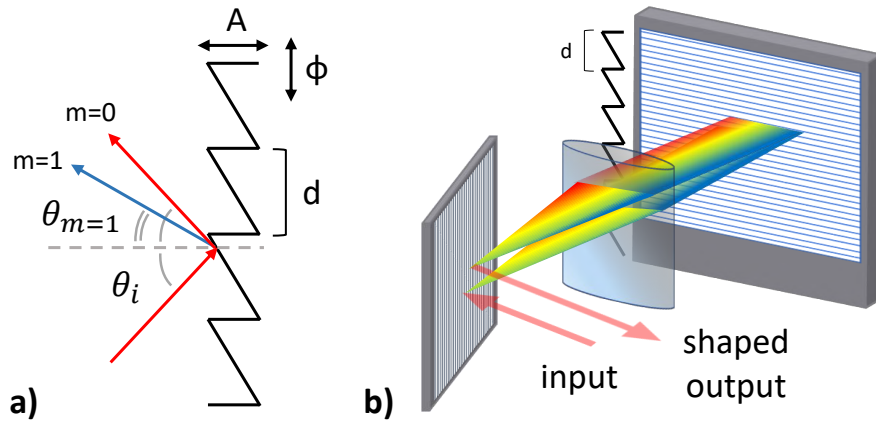 A
ϕ
m=0
m=1
θₘ₌₁
d
θᵢ
a)
d
input
shaped
output
b)